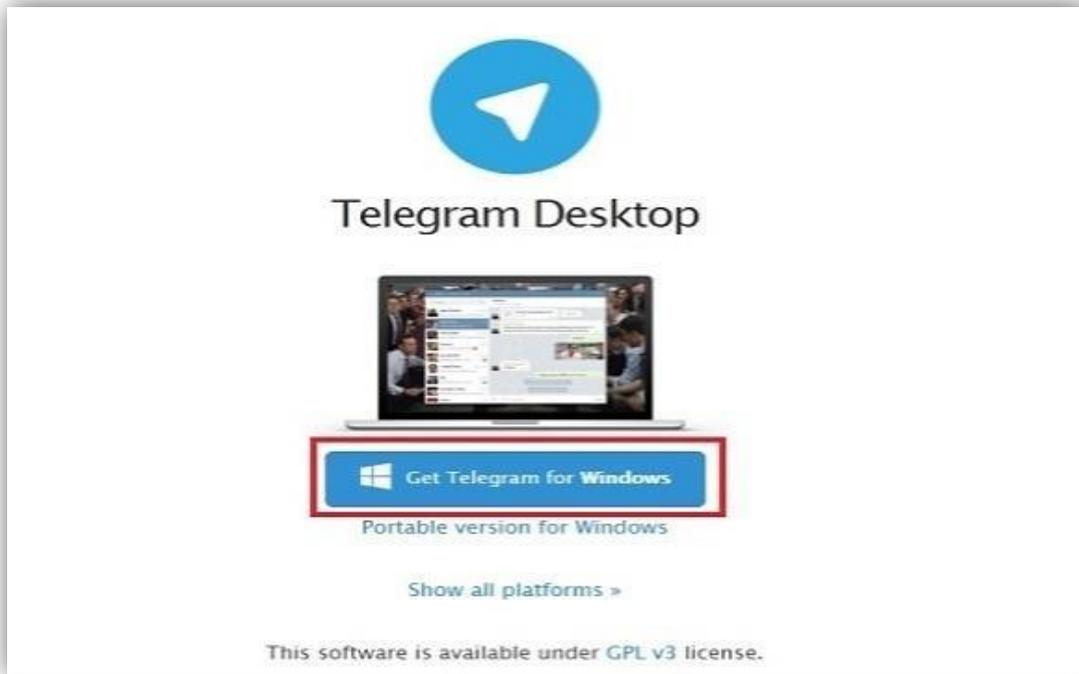 Telegram Desktop
Get Telegram for Windows
Portable version for Windows
Show all platforms »
This software is available under GPL v3 license.